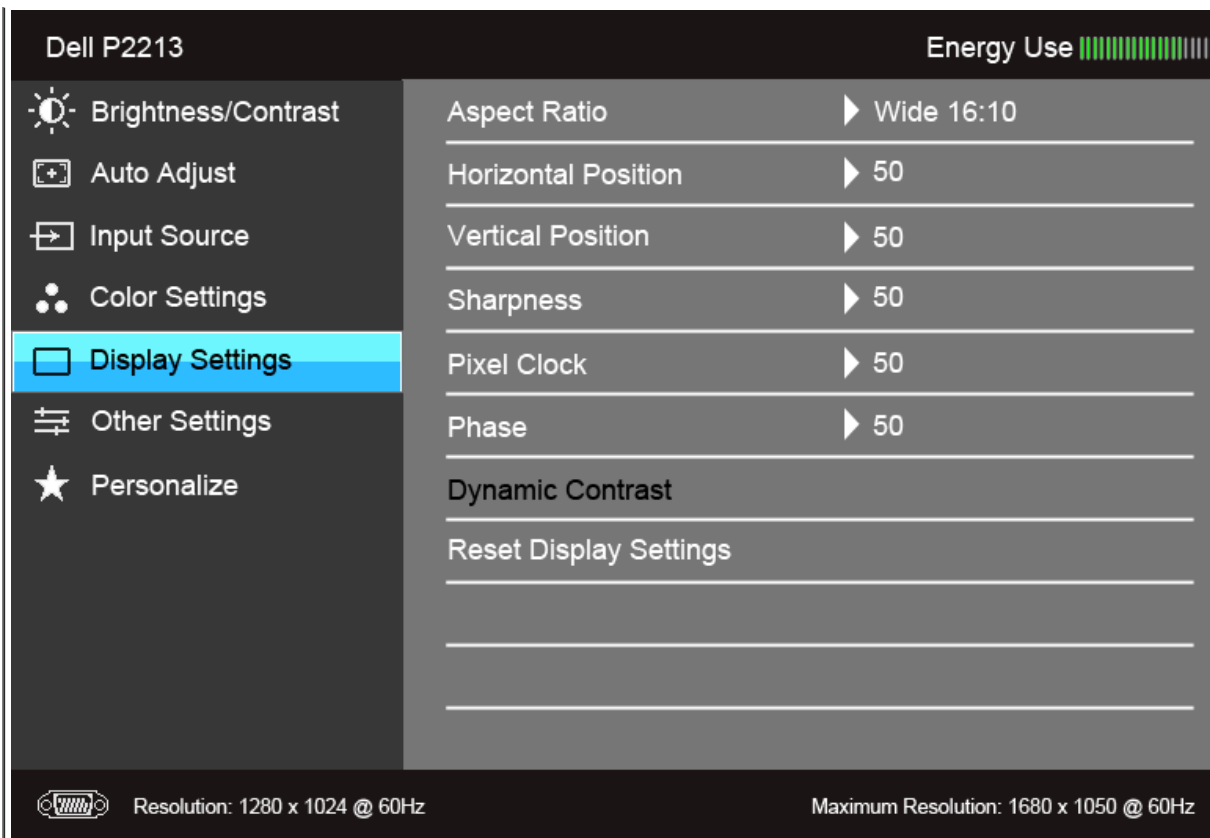 Dell P2213
Energy Use
Brightness/Contrast
Auto Adjust
Input Source
Color Settings
Display Settings
Other Settings
Personalize
Aspect Ratio Wide 16:10
Horizontal Position 50
Vertical Position 50
Sharpness 50
Pixel Clock 50
Phase 50
Dynamic Contrast
Reset Display Settings
Resolution: 1280 x 1024 @ 60Hz
Maximum Resolution: 1680 x 1050 @ 60Hz